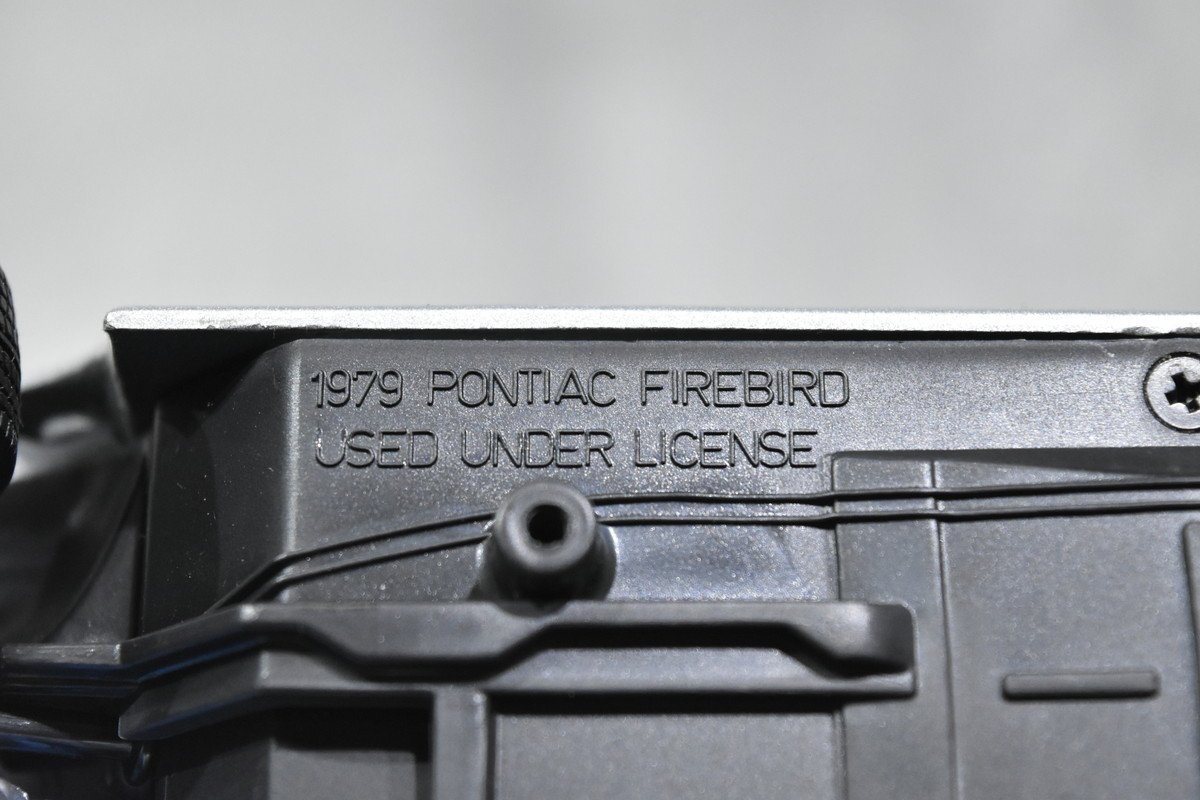 1979 PONTIAC FIREBIRD
USED UNDER LICENSE